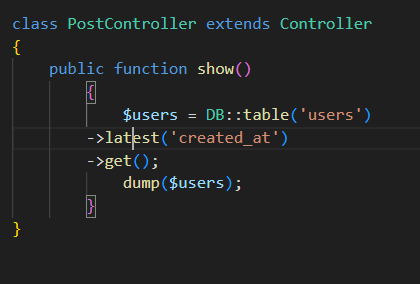 class PostController extends Controller
{
    public function show()
        {
            $users = DB::table('users')
        ->latest('created_at')
        ->get();
            dump($users);
        }
}